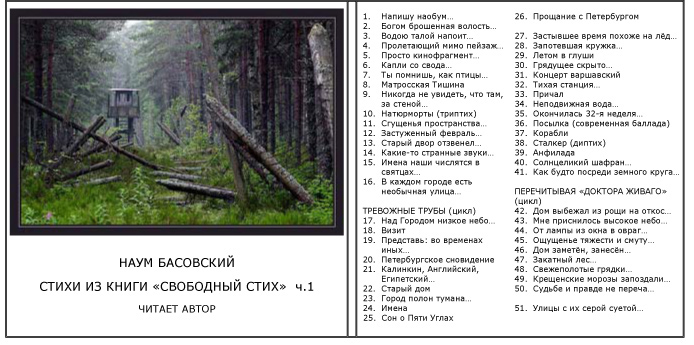 НАУМ БАСОВСКИЙ
СТИХИ ИЗ КНИГИ «СВОБОДНЫЙ СТИХ» ч.1
ЧИТАЕТ АВТОР
1. Напишу наобум…
2. Богом брошенная волость…
3. Водою талой напоит…
4. Пролетающий мимо пейзаж…
5. Просто кинофрагмент…
6. Капли со свода…
7. Ты помнишь, как птицы…
8. Матросская Тишина
9. Никогда не увидеть, что там,
за стеной…
10. Натюрморты (триптих)
11. Сгущенья пространства…
12. Застуженный февраль…
13. Старый двор отзвенел…
14. Какие-то странные звуки…
15. Имена наши числятся в
святцах…
16. В каждом городе есть
необычная улица…
ТРЕВОЖНЫЕ ТРУБЫ (цикл)
17. Над Городом низкое небо…
18. Визит
19. Представь: во временах
иных…
20. Петербургское сновидение
21. Калинкин, Английский,
Египетский…
22. Старый дом
23. Город полон тумана…
24. Имена
25. Сон о Пяти Углах
26. Прощание с Петербургом
27. Застывшее время похоже на лёд…
28. Запотевшая кружка…
29. Летом в глуши
30. Грядущее скрыто…
31. Концерт варшавский
32. Тихая станция…
33. Причал
34. Неподвижная вода…
35. Окончилась 32-я неделя…
36. Посылка (современная баллада)
37. Корабли
38. Сталкер (диптих)
39. Анфилада
40. Солнцеликий шафран…
41. Как будто посреди земного круга…
ПЕРЕЧИТЫВАЯ «ДОКТОРА ЖИВАГО»
(цикл)
42. Дом выбежал из рощи на откос…
43. Мне приснилось высокое небо…
44. От лампы из окна в овраг…
45. Ощущенье тяжести и смуту…
46. Дом заметён, занесён…
47. Закатный лес…
48. Свежеполотые грядки…
49. Крещенские морозы запоздали…
50. Судьбе и правде не переча…
51. Улицы с их серой суетой…